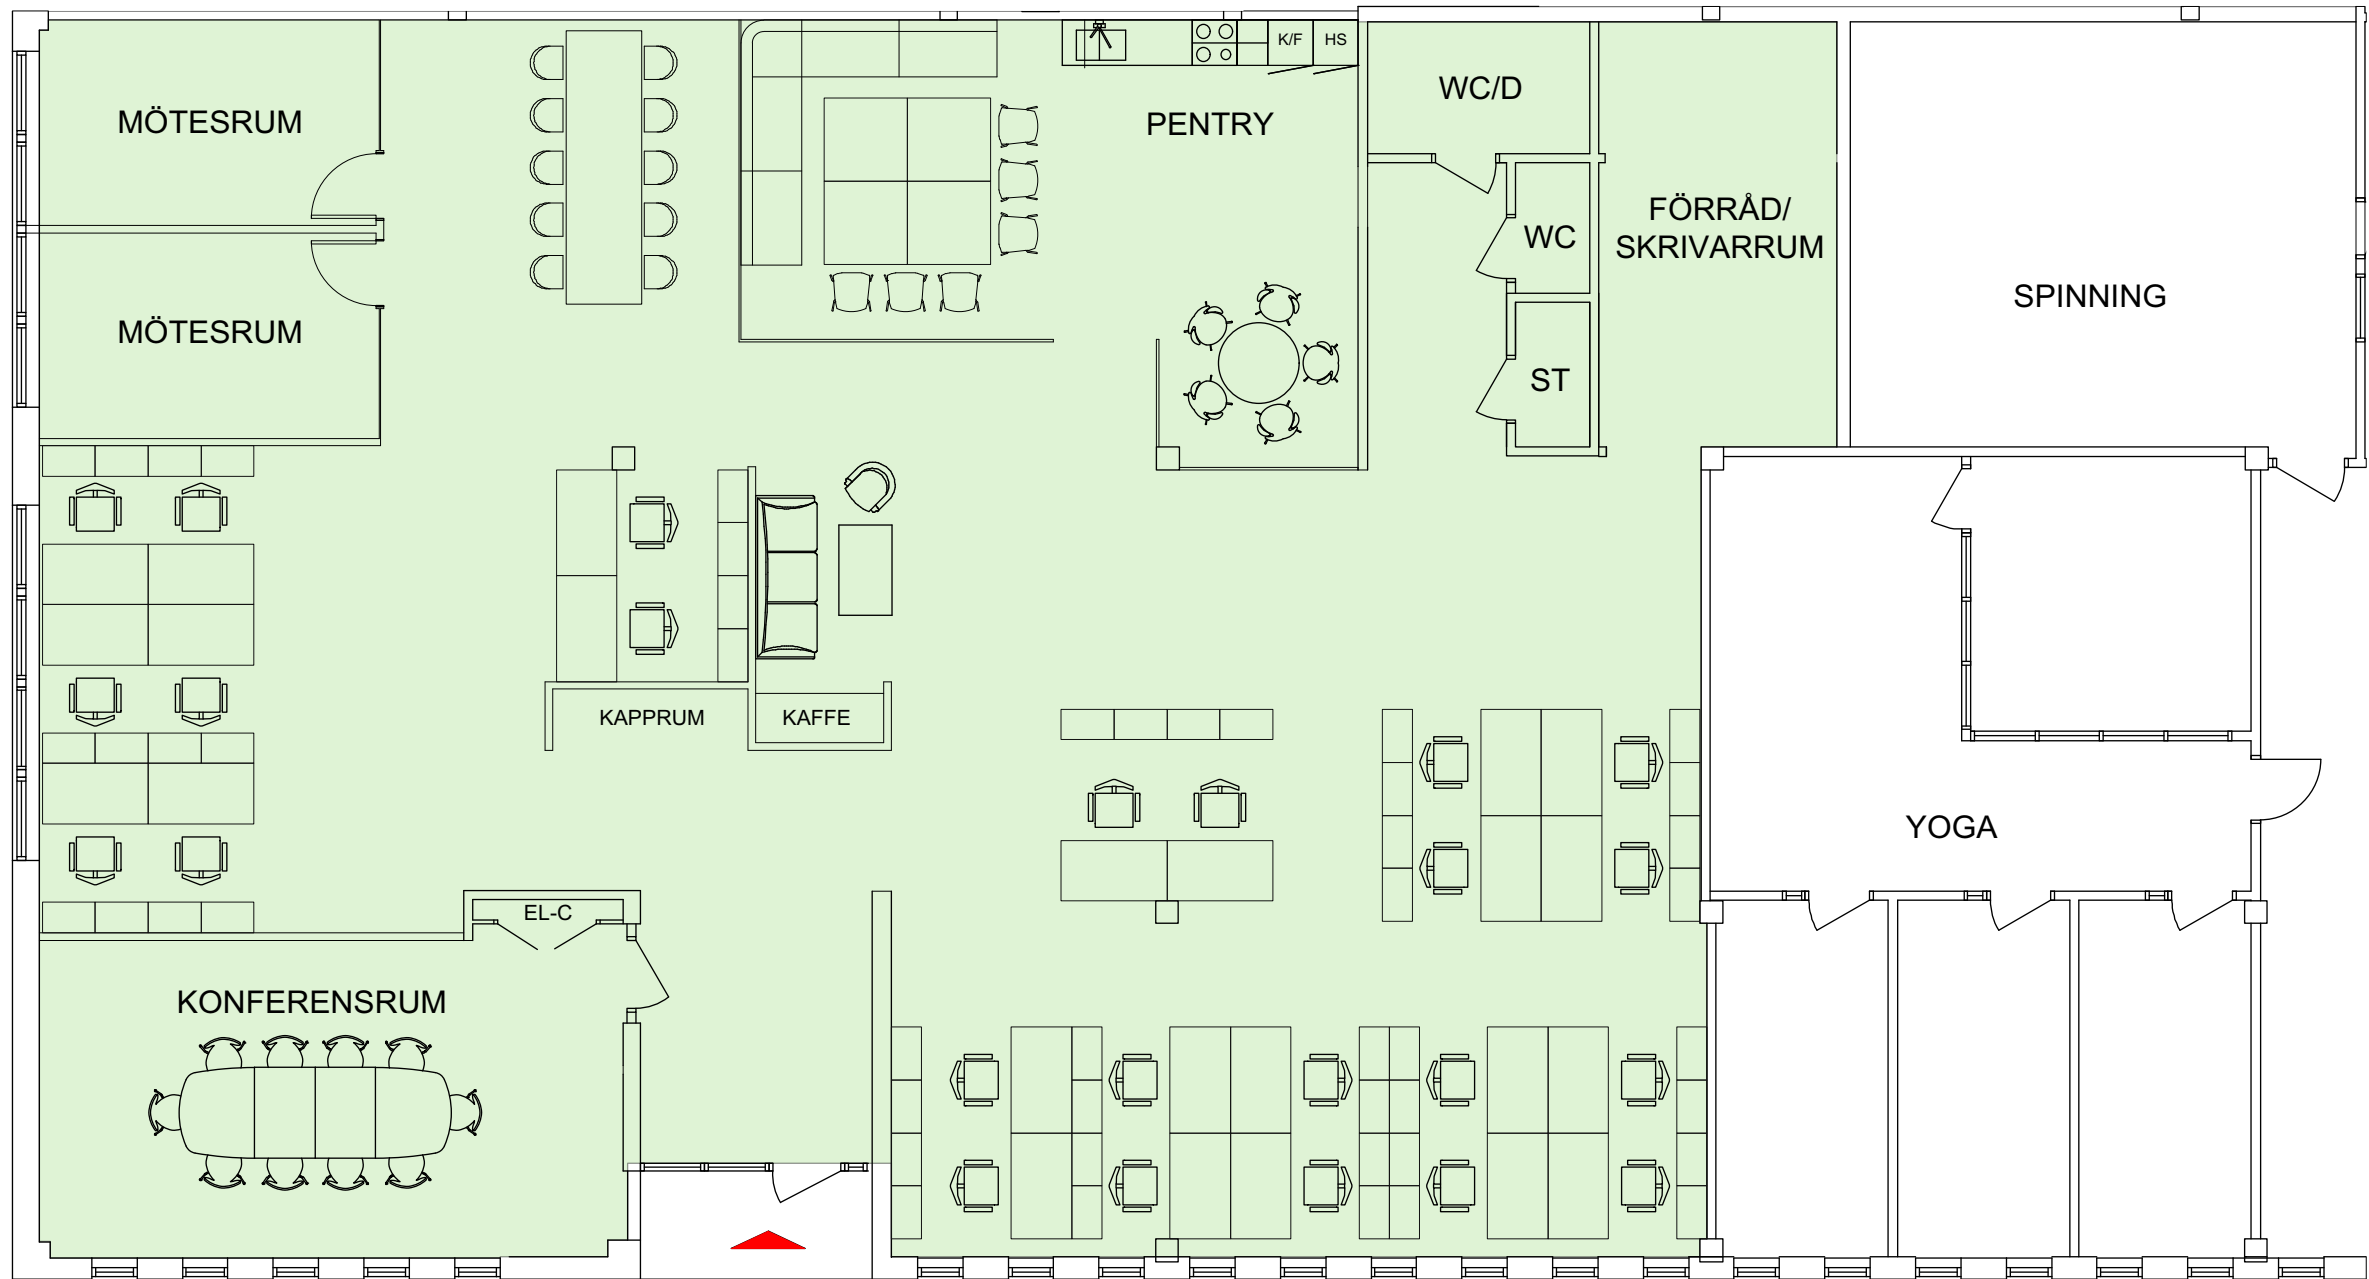 K/F
HS
WC/D
MÖTESRUM
PENTRY
FÖRRÅD/
SKRIVARRUM
WC
SPINNING
MÖTESRUM
ST
KAPPRUM
KAFFE
YOGA
EL-C
KONFERENSRUM